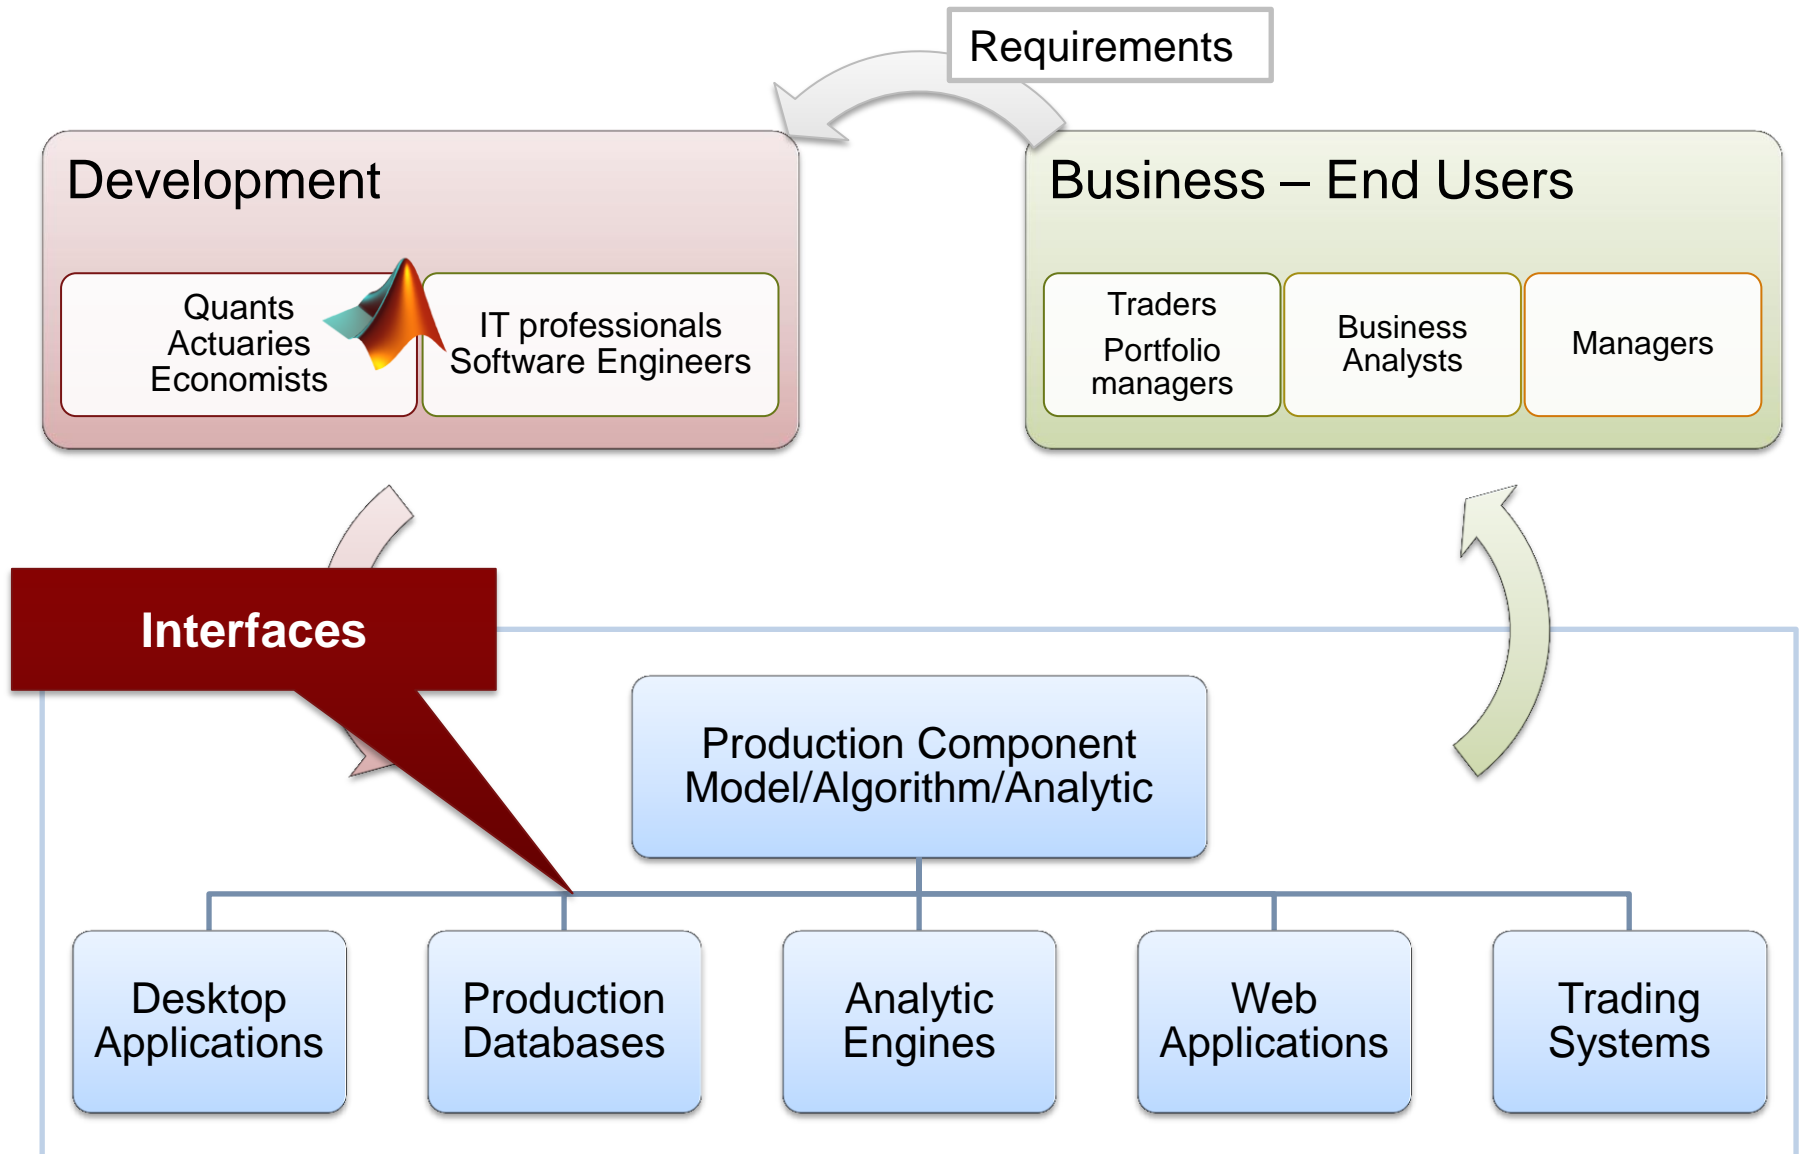 Requirements
Development
Business – End Users
Quants
Actuaries
Economists
IT professionals
Software Engineers
Traders
Portfolio
managers
Business
Analysts
Managers
Interfaces
Production Component
Model/Algorithm/Analytic
Desktop
Applications
Production
Databases
Analytic
Engines
Web
Applications
Trading
Systems